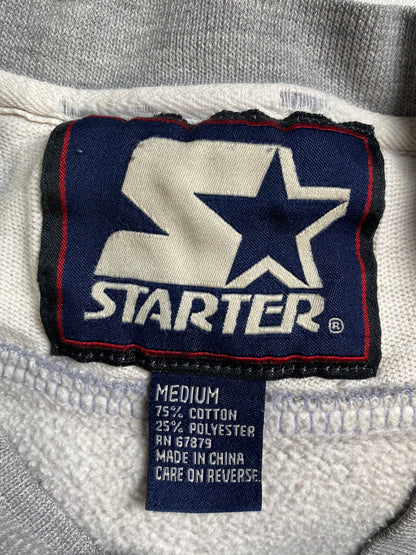 STARTER®
MEDIUM
75% COTTON
25% POLYESTER
RN 67879
MADE IN CHINA
CARE ON REVERSE